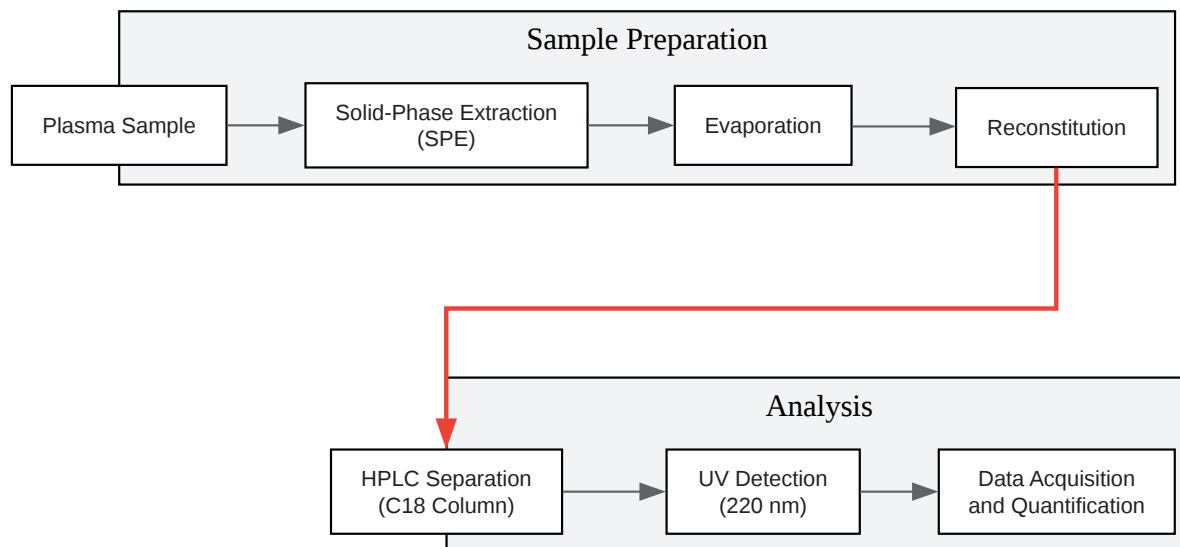 Sample Preparation
Plasma Sample
Solid-Phase Extraction
(SPE)
Evaporation
Reconstitution
Analysis
HPLC Separation
(C18 Column)
UV Detection
(220 nm)
Data Acquisition
and Quantification